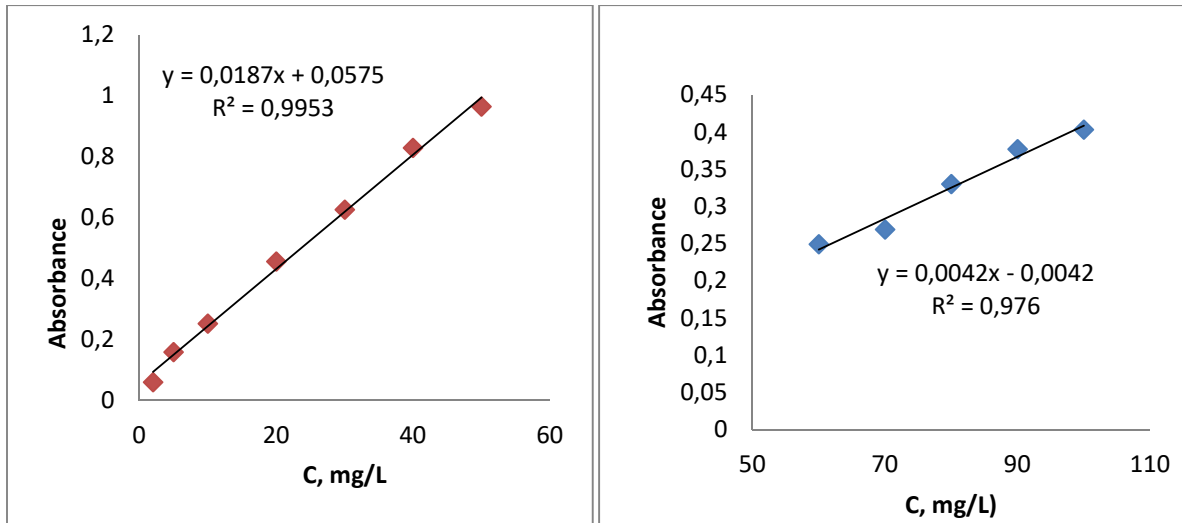 1,2
1
0,8
0,6
0,4
0,2
0
Absorbance
y = 0,0187x + 0,0575
R² = 0,9953
0 20 40 60
C, mg/L
0,45
0,4
0,35
0,3
0,25
0,2
0,15
0,1
0,05
0
Absorbance
y = 0,0042x - 0,0042
R² = 0,976
50 70 90 110
C, mg/L)